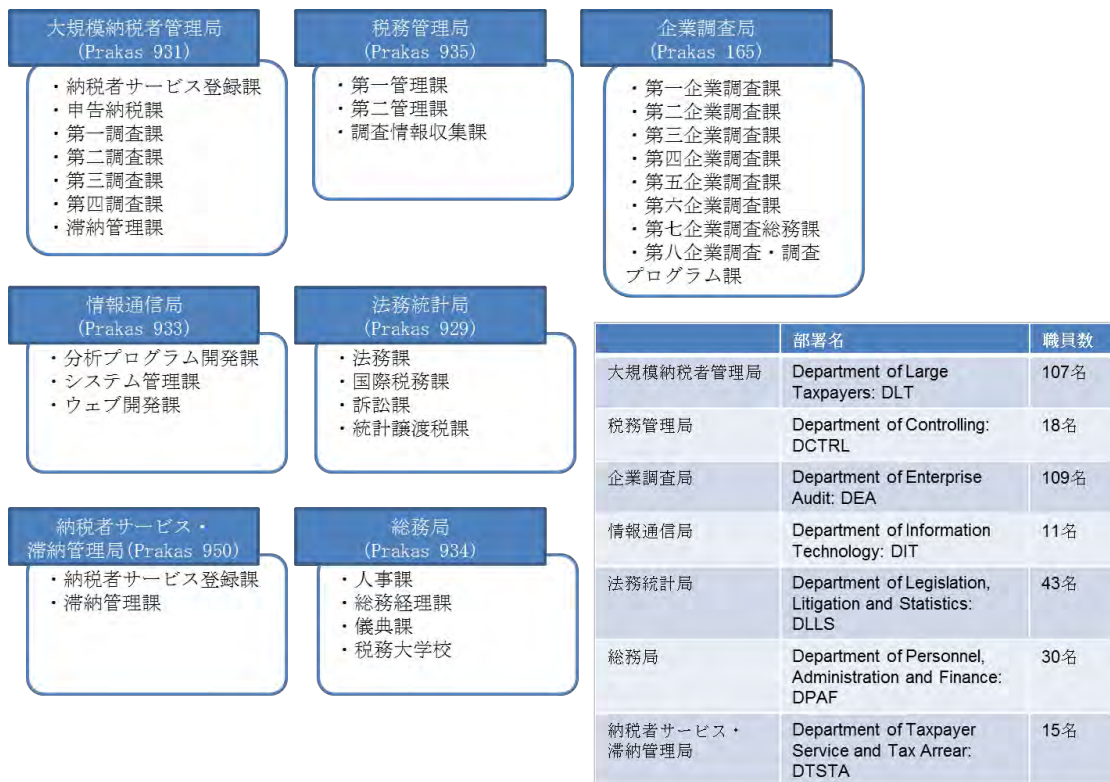 大規模納税者管理局
(Prakas 931)
・納税者サービス登録課
・申告納税課
・第一調査課
・第二調査課
・第三調査課
・第四調査課
・滞納管理課
税務管理局
(Prakas 935)
・第一管理課
・第二管理課
・調査情報収集課
企業調査局
(Prakas 165)
・第一企業調査課
・第二企業調査課
・第三企業調査課
・第四企業調査課
・第五企業調査課
・第六企業調査課
・第七企業調査総務課
・第八企業調査・調査
プログラム課
情報通信局
(Prakas 933)
・分析プログラム開発課
・システム管理課
・ウェブ開発課
法務統計局
(Prakas 929)
・法務課
・国際税務課
・訴訟課
・統計譲渡税課
納税者サービス・
滞納管理局(Prakas 950)
・納税者サービス登録課
・滞納管理課
総務局
(Prakas 934)
・人事課
・総務経理課
・儀典課
・税務大学校
部署名 職員数
大規模納税者管理局 Department of Large 107名
Taxpayers: DLT
税務管理局 Department of Controlling: 18名
DCTRL
企業調査局 Department of Enterprise 109名
Audit: DEA
情報通信局 Department of Information 11名
Technology: DIT
法務統計局 Department of Legislation, 43名
Litigation and Statistics:
DLLS
総務局 Department of Personnel, 30名
Administration and Finance:
DPAF
納税者サービス・ Department of Taxpayer 15名
滞納管理局 Service and Tax Arrear:
DTSTA